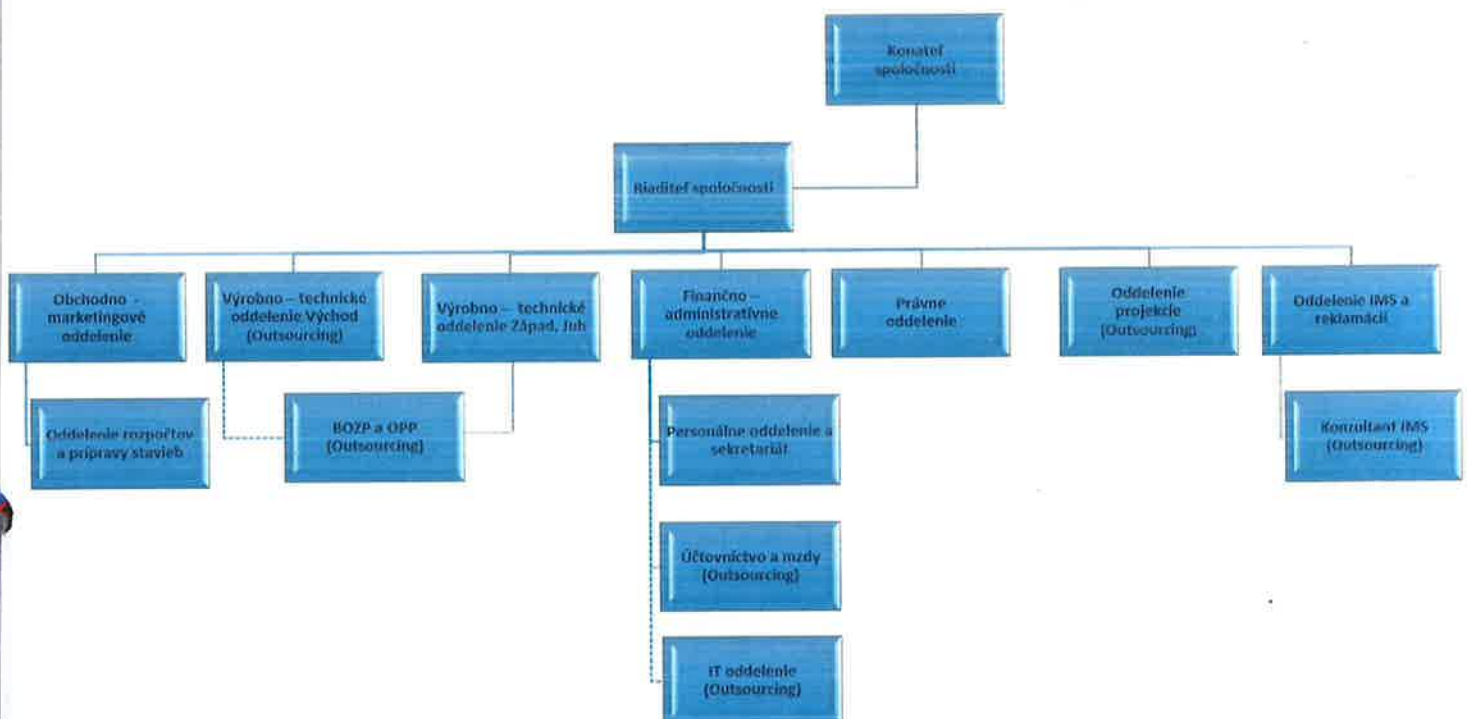 Konateľ
spoločnosti
Riaditeľ spoločnosti
Obchodno -
marketingové
oddelenie
Výrobno – technické
oddelenie Východ
(Outsourcing)
Výrobno – technické
oddelenie Západ, Juh
Finančno –
administratívne
oddelenie
Právne
oddelenie
Oddelenie
projekcie
(Outsourcing)
Oddelenie IMS a
reklamácií
Oddelenie rozpočtov
a prípravy stavieb
BOZP a OPP
(Outsourcing)
Personálne oddelenie a
sekretariát
Konzultant IMS
(Outsourcing)
Účtovníctvo a mzdy
(Outsourcing)
IT oddelenie
(Outsourcing)